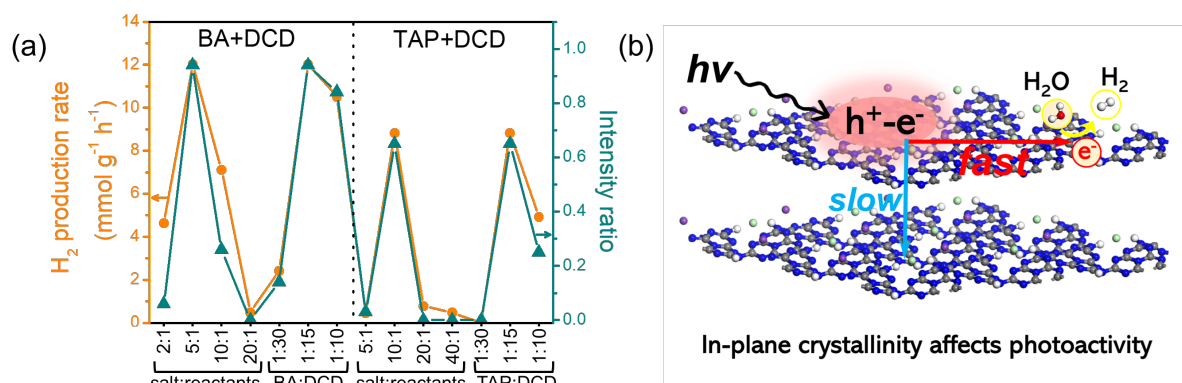 (a)
BA+DCD
TAP+DCD
H2 production rate
(mmol g-1 h-1)
14
12
10
8
6
4
2
0
1.0
0.8
0.6
0.4
0.2
0.0
Intensity ratio
2:1
5:1
10:1
20:1
1:30
1:15
1:10
5:1
10:1
20:1
40:1
1:30
1:15
1:10
salt:reactants
BA:DCD
salt:reactants
TAP:DCD
(b)
hv
h+-e-
H2O
H2
e-
fast
slow
In-plane crystallinity affects photoactivity